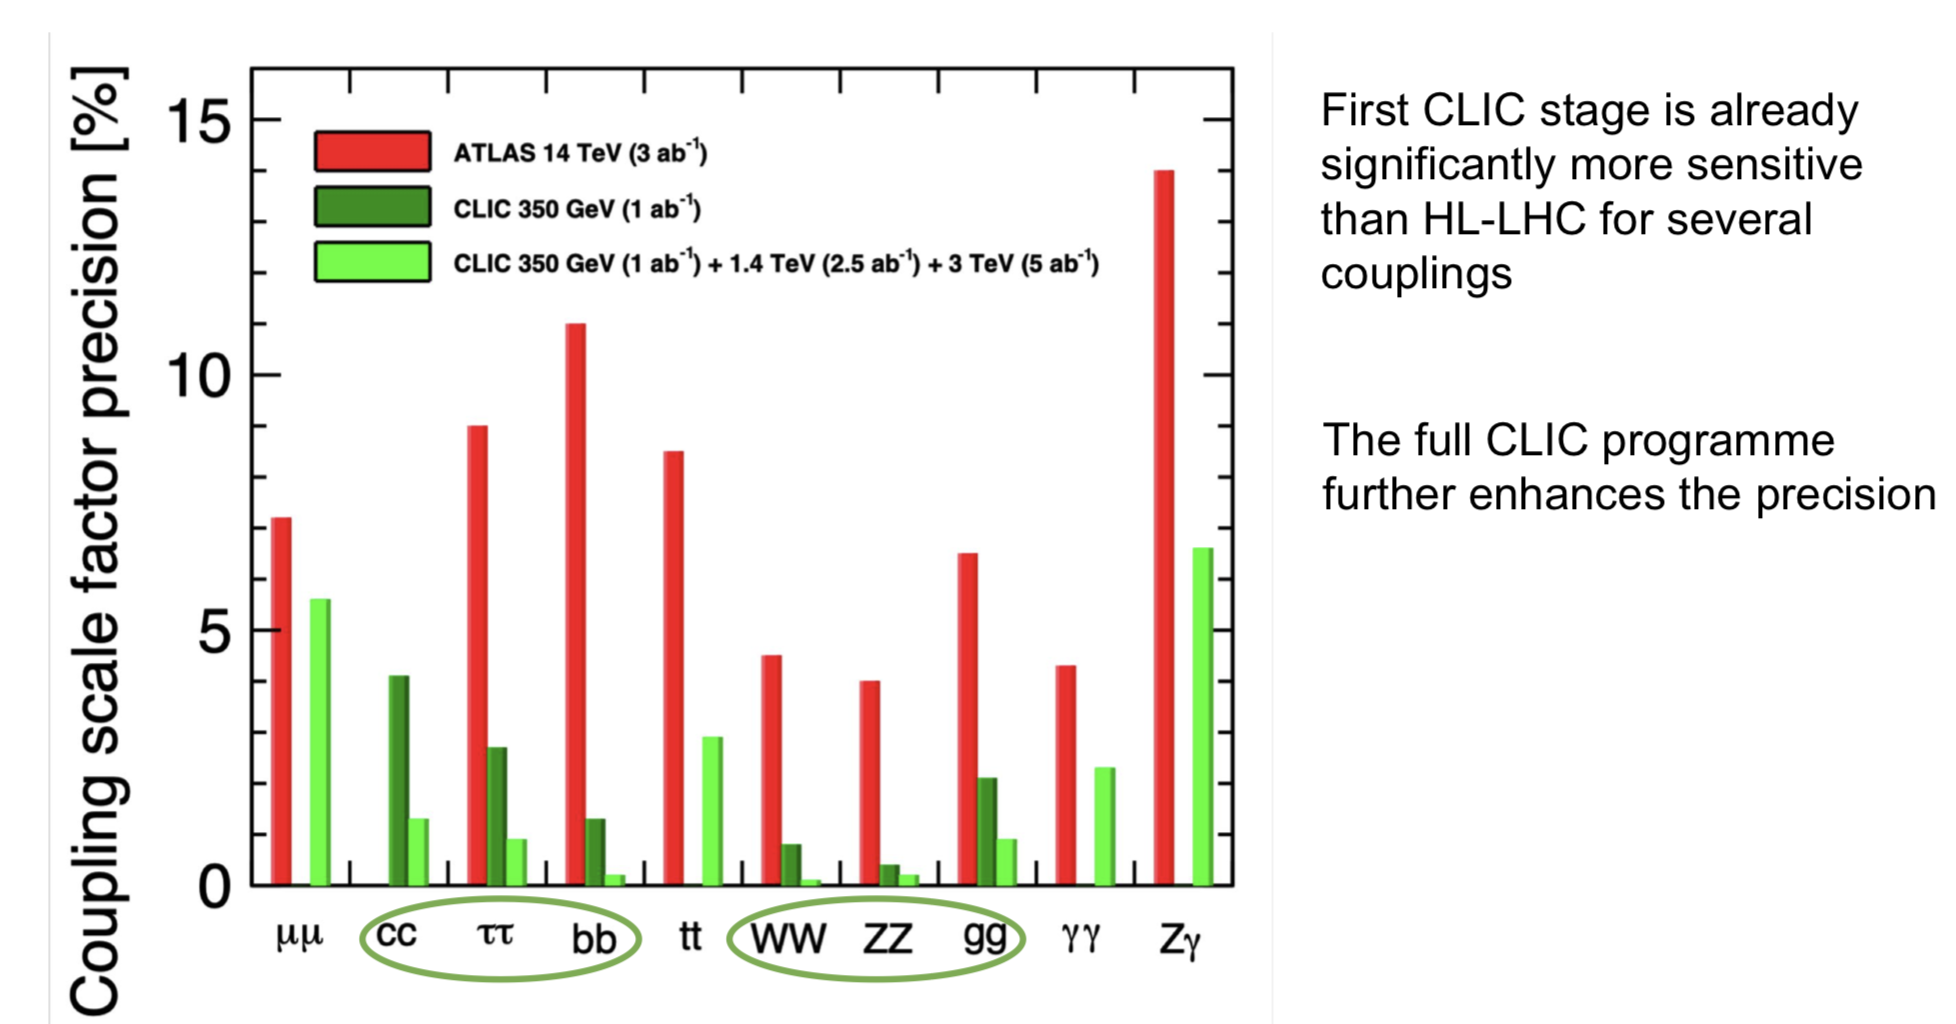 Coupling scale factor precision [%]
15
10
5
0
ATLAS 14 TeV (3 ab⁻¹)
CLIC 350 GeV (1 ab⁻¹)
CLIC 350 GeV (1 ab⁻¹) + 1.4 TeV (2.5 ab⁻¹) + 3 TeV (5 ab⁻¹)
μμ cc ττ bb tt WW ZZ gg γγ Zγ
First CLIC stage is already
significantly more sensitive
than HL-LHC for several
couplings
The full CLIC programme
further enhances the precision